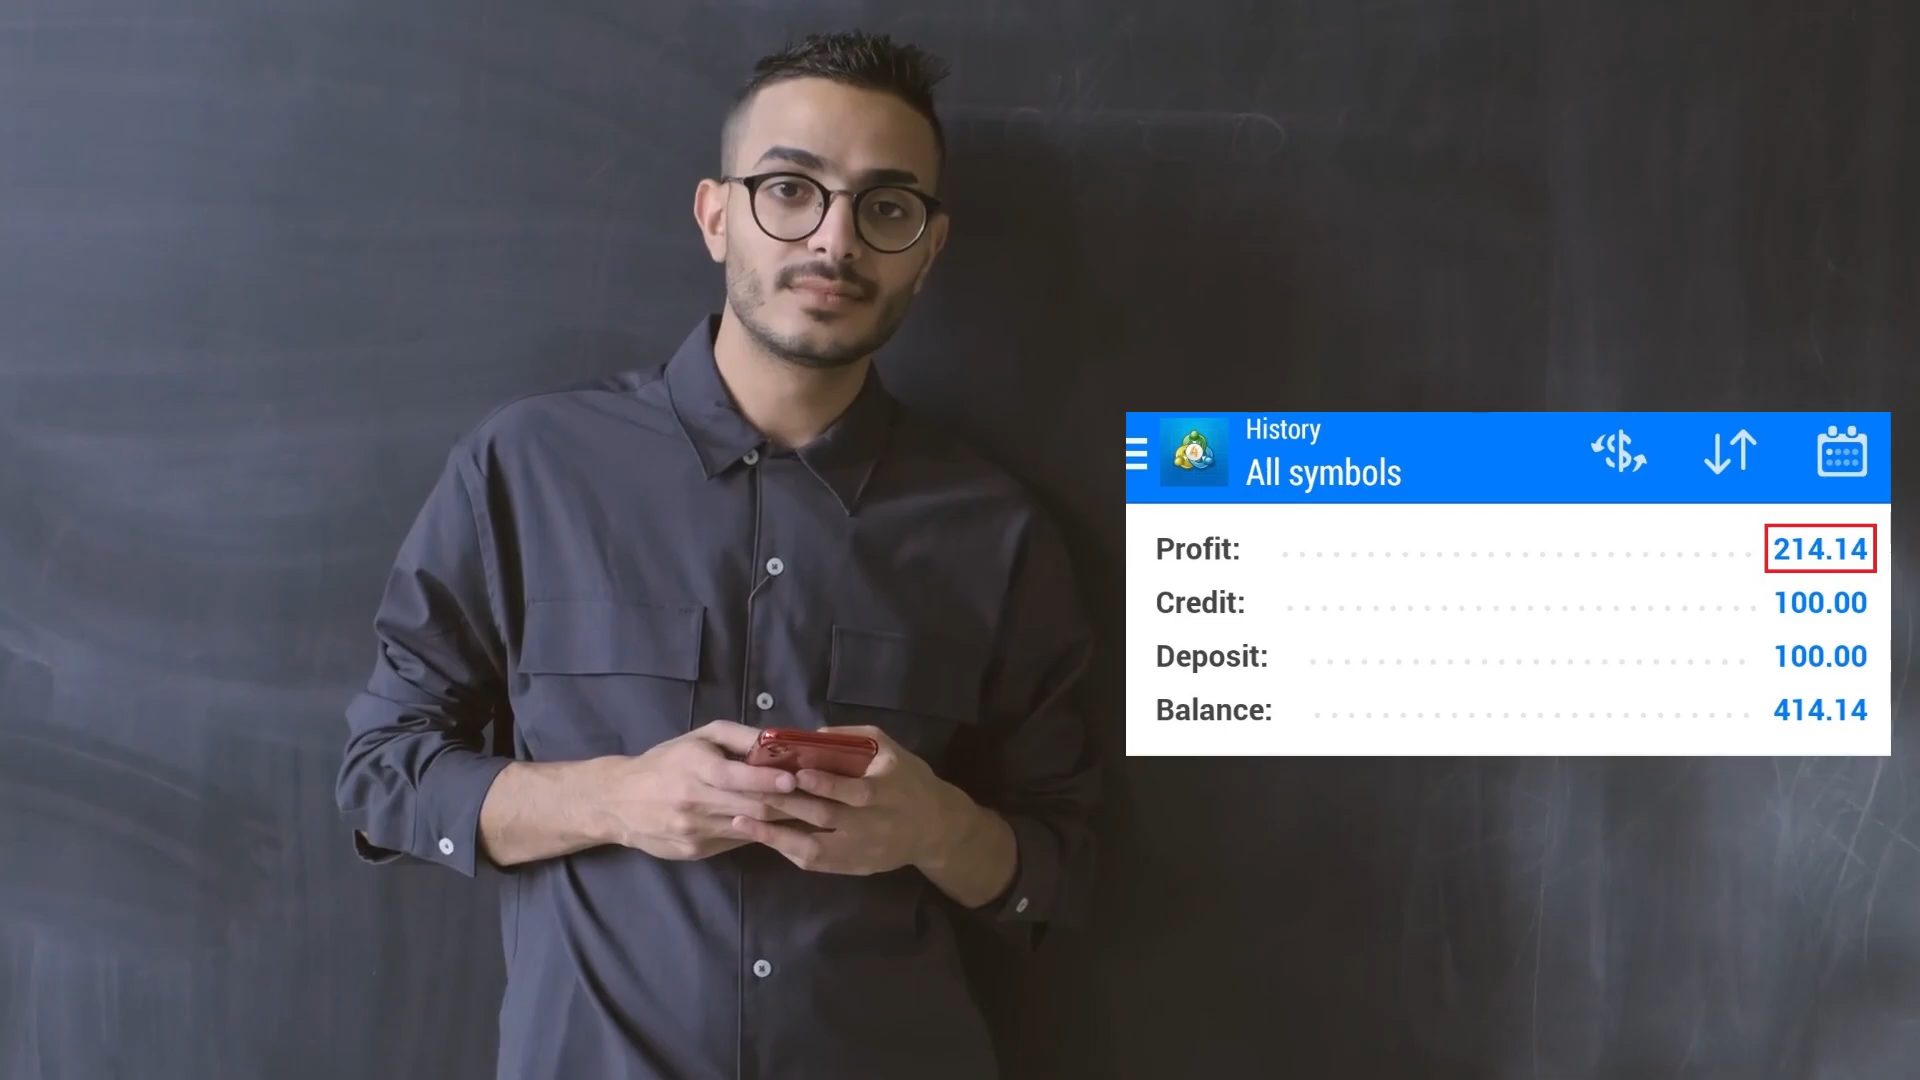 History
All symbols
Profit: 214.14
Credit: 100.00
Deposit: 100.00
Balance: 414.14